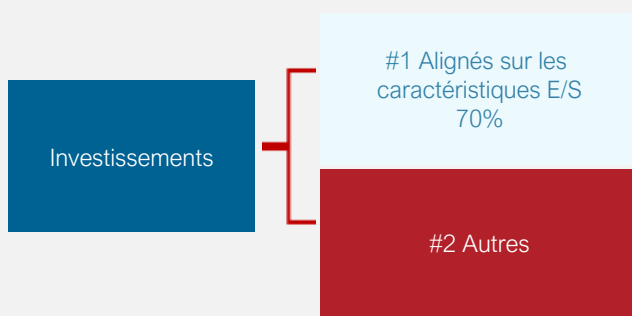 Investissements
#1 Alignés sur les
caractéristiques E/S
70%
#2 Autres